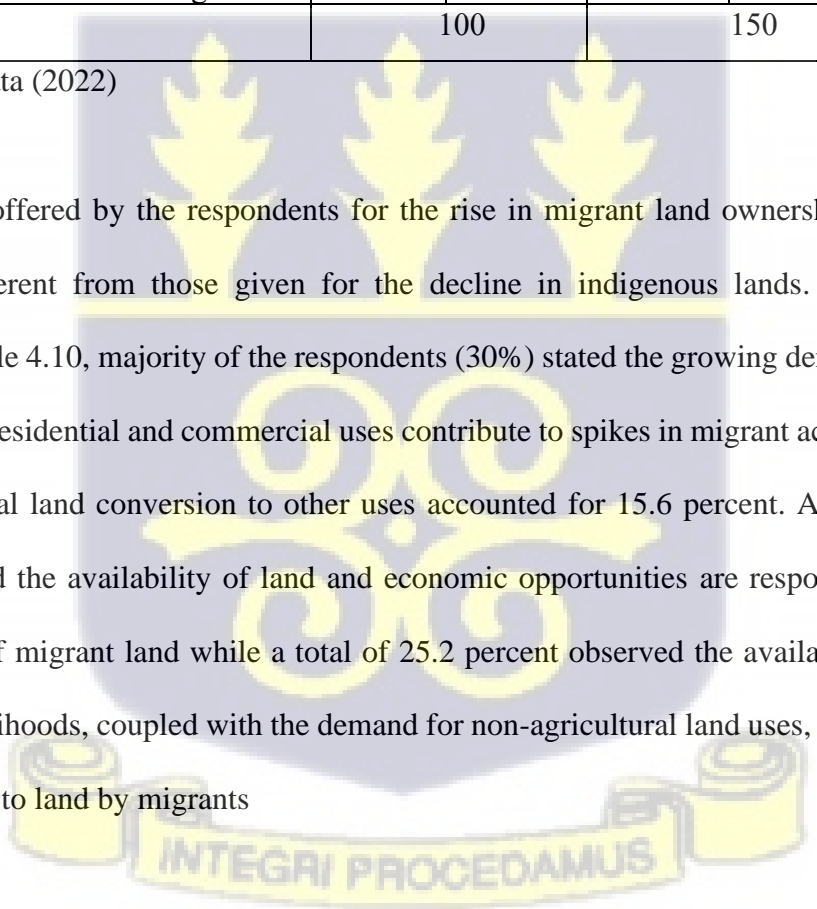 100 150
ta (2022)
offered by the respondents for the rise in migrant land ownersh
erent from those given for the decline in indigenous lands.
le 4.10, majority of the respondents (30%) stated the growing de
esidential and commercial uses contribute to spikes in migrant ac
al land conversion to other uses accounted for 15.6 percent. A
d the availability of land and economic opportunities are respo
f migrant land while a total of 25.2 percent observed the availa
ihoods, coupled with the demand for non-agricultural land uses,
to land by migrants
INTEGRI PROCEDAMUS